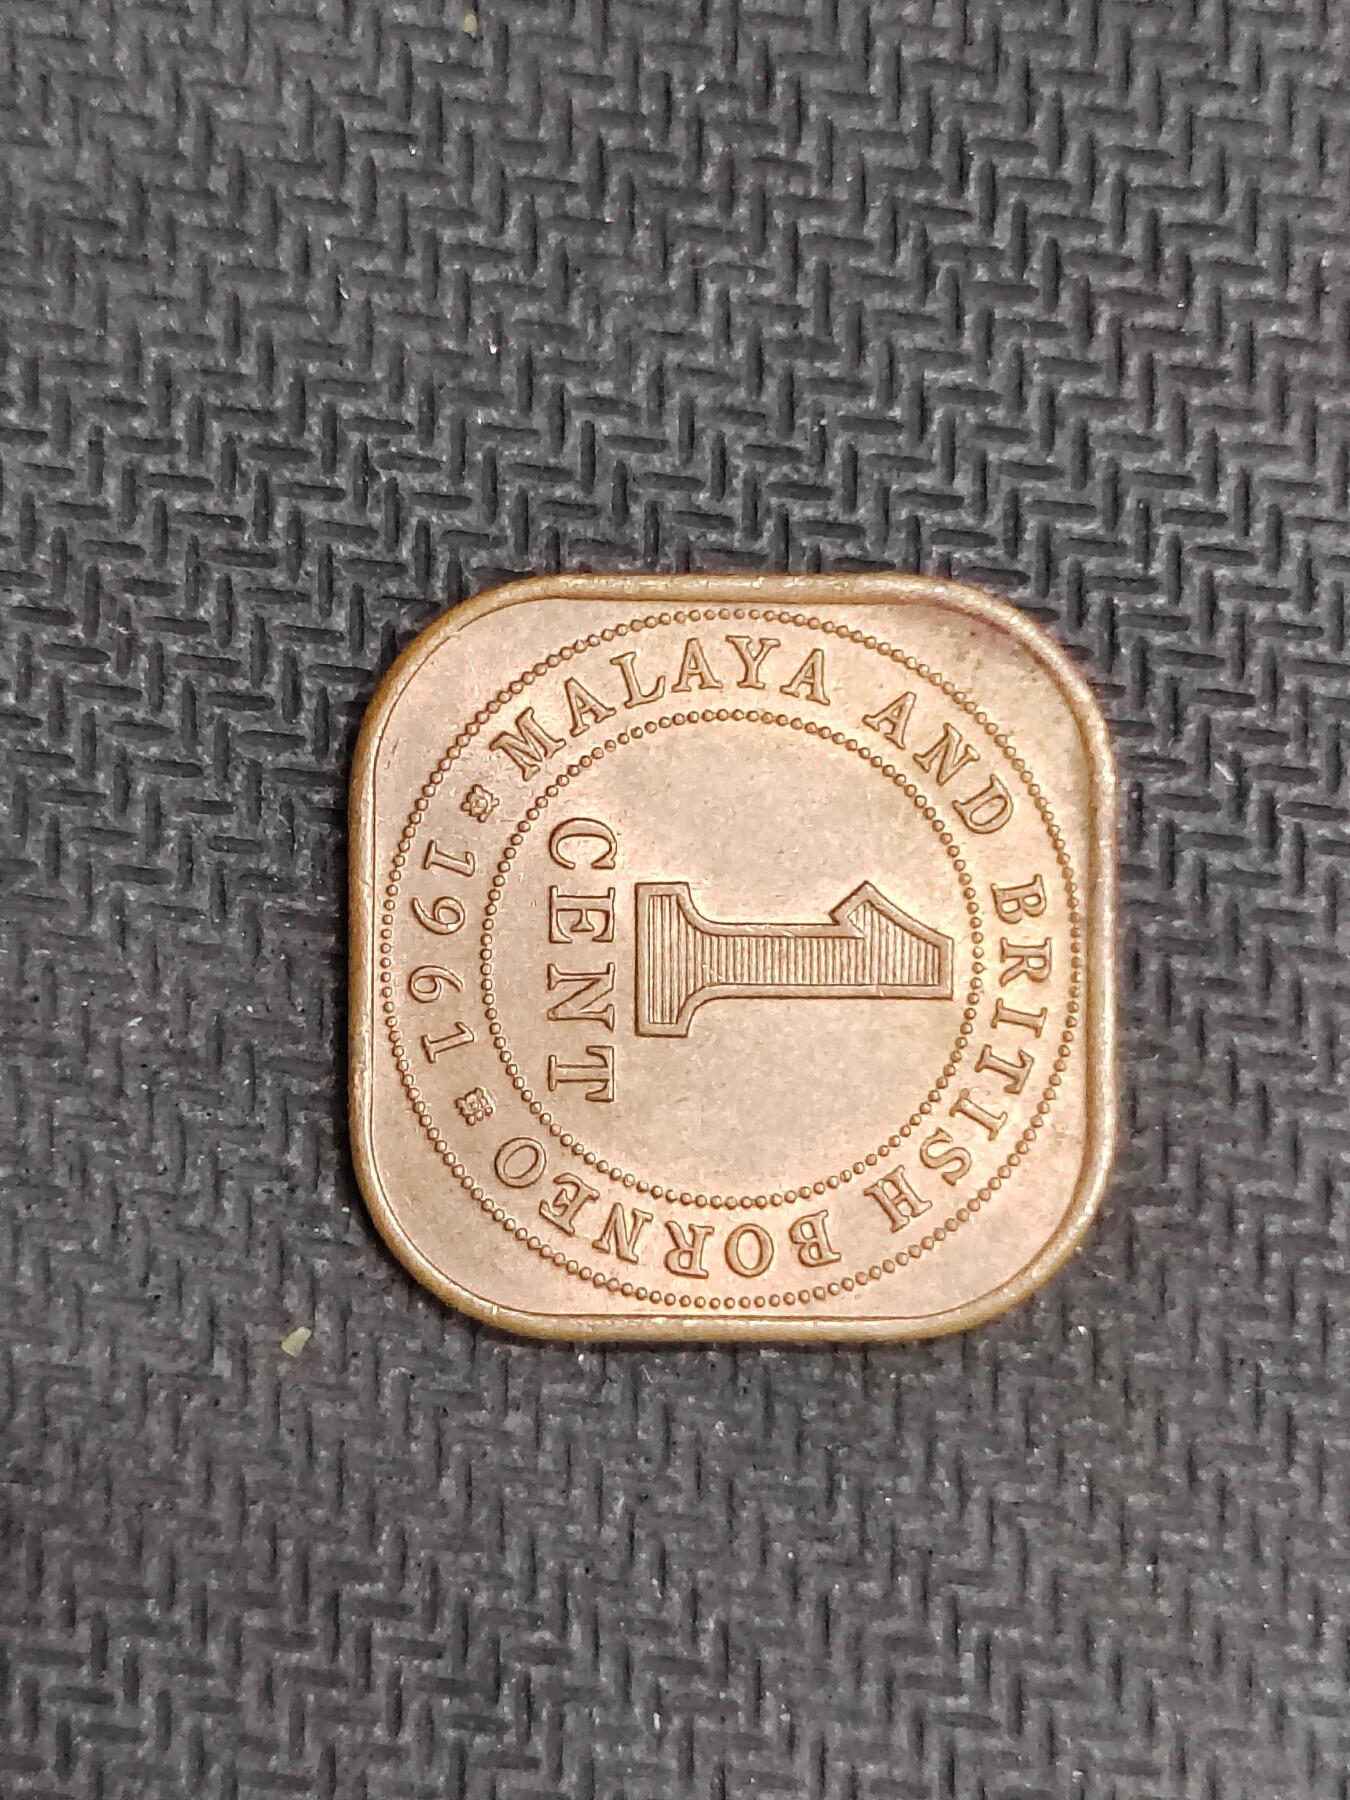 MALAYA AND BRITISH BORNEO
1
CENT
1961